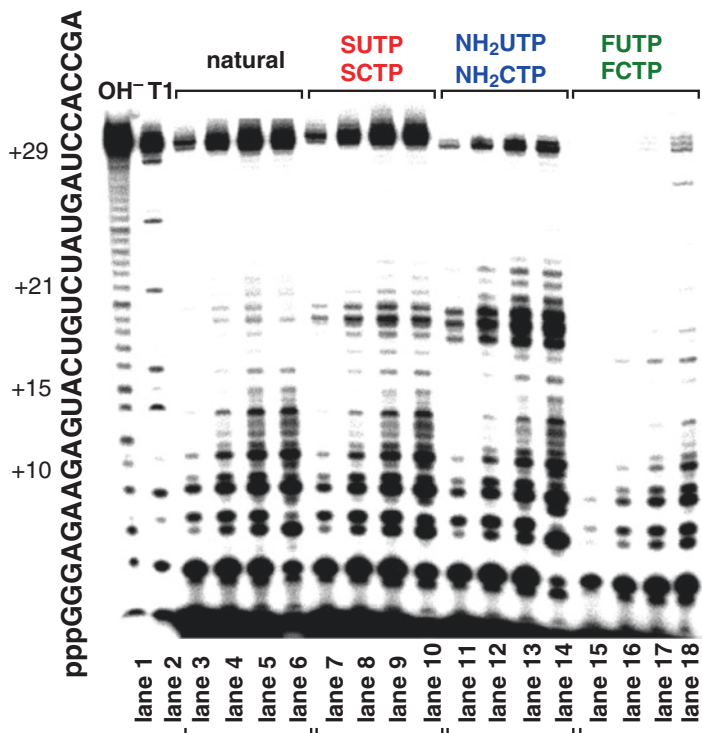 SUTP
SCTP
NH₂UTP
NH₂CTP
FUTP
FCTP
natural
OH⁻ T1
+29
+21
+15
+10
pppGGGAGAAGAGUACUGUCUAUGAUCCACCGA
lane 1
lane 2
lane 3
lane 4
lane 5
lane 6
lane 7
lane 8
lane 9
lane 10
lane 11
lane 12
lane 13
lane 14
lane 15
lane 16
lane 17
lane 18